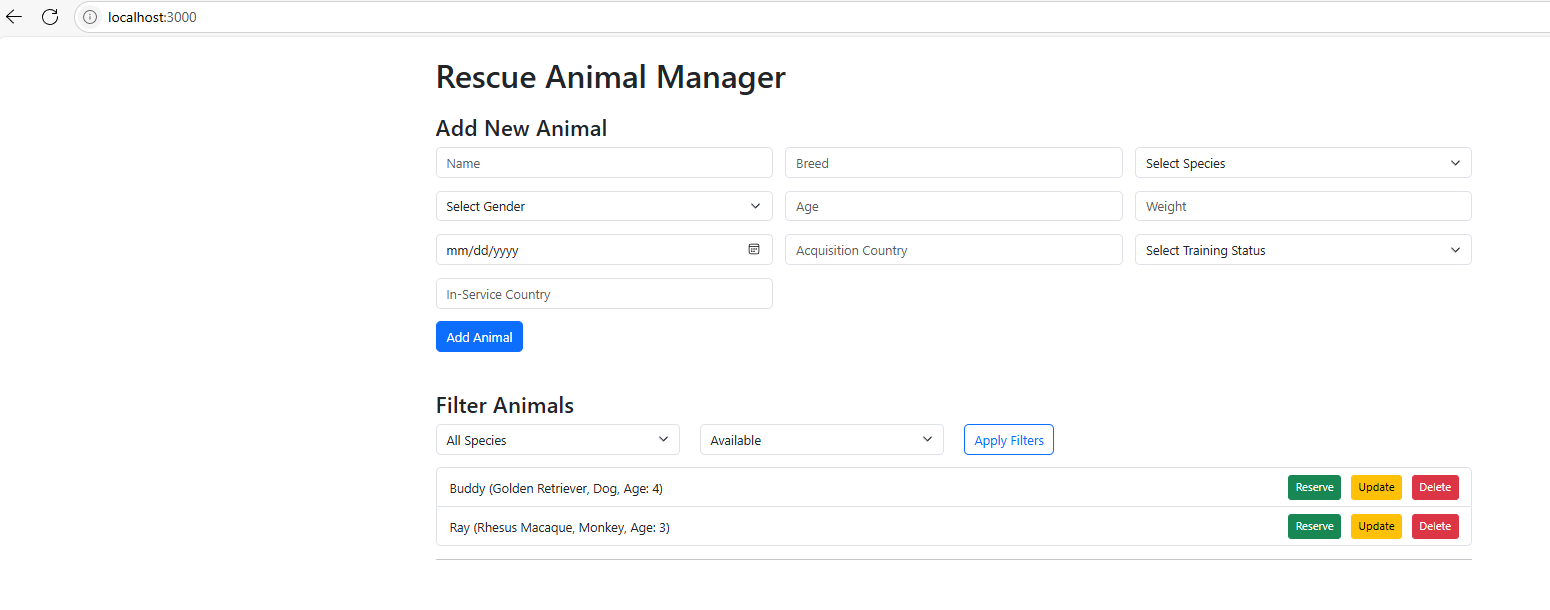 localhost:3000
Rescue Animal Manager
Add New Animal
Name Breed Select Species
Select Gender Age Weight
mm/dd/yyyy Acquisition Country Select Training Status
In-Service Country
Add Animal
Filter Animals
All Species Available Apply Filters
Buddy (Golden Retriever, Dog, Age: 4) Reserve Update Delete
Ray (Rhesus Macaque, Monkey, Age: 3) Reserve Update Delete